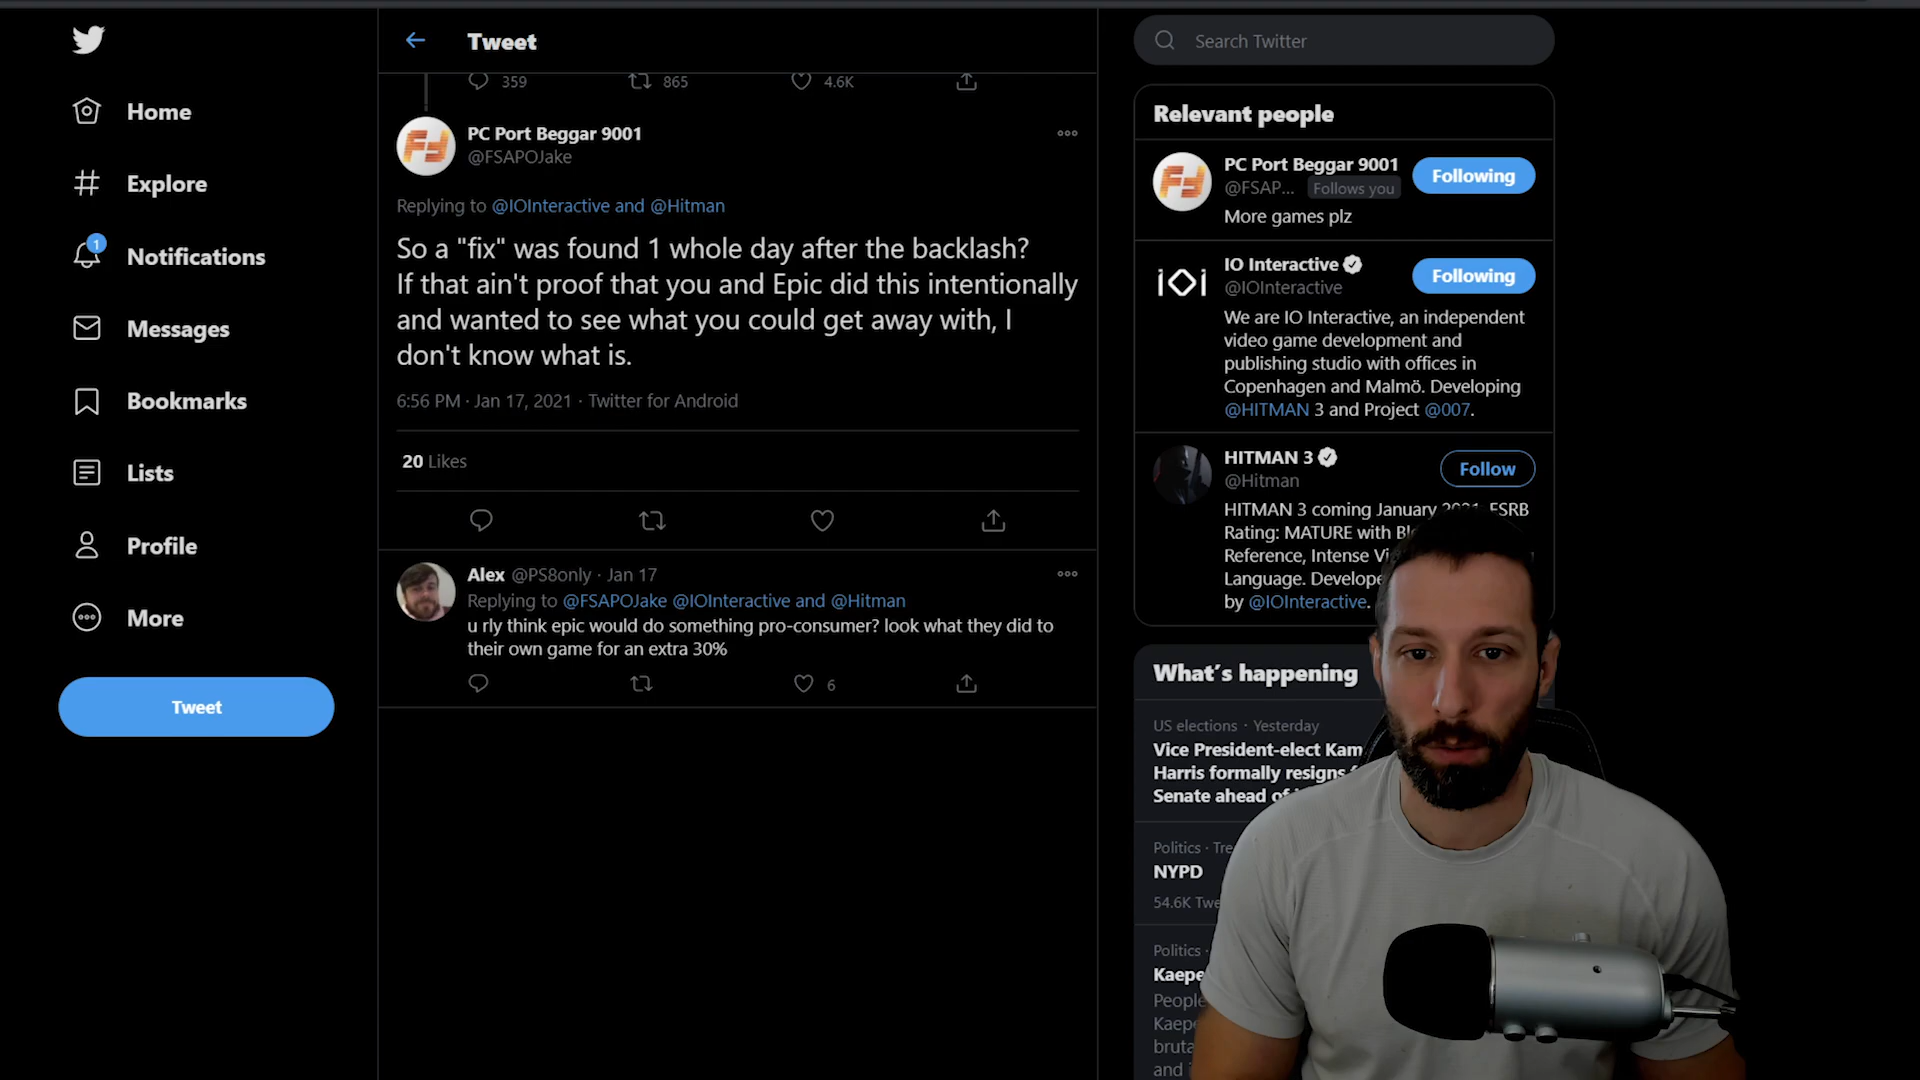 Home
Explore
1
Notifications
Messages
Bookmarks
Lists
Profile
More
Tweet
Tweet
359
865
4.6K
PC Port Beggar 9001
@FSAPOJake
Replying to @IOInteractive and @Hitman
So a "fix" was found 1 whole day after the backlash?
If that ain't proof that you and Epic did this intentionally
and wanted to see what you could get away with, I
don't know what is.
6:56 PM · Jan 17, 2021 · Twitter for Android
20 Likes
Alex @PS8only · Jan 17
Replying to @FSAPOJake @IOInteractive and @Hitman
u rly think epic would do something pro-consumer? look what they did to
their own game for an extra 30%
6
Search Twitter
Relevant people
PC Port Beggar 9001
@FSAP... Follows you
Following
More games plz
IO Interactive
@IOInteractive
Following
We are IO Interactive, an independent
video game development and
publishing studio with offices in
Copenhagen and Malmö. Developing
@HITMAN 3 and Project @007.
HITMAN 3
@Hitman
Follow
HITMAN 3 coming January 2021. ESRB
Rating: MATURE with
Reference, Intense
Language.
by @IOInteractive.
What's happening
US elections · Yesterday
Vice President-elect
Harris formally resigns
Senate ahead
Politics ·
NYPD
54.6K
Politics ·
People
and